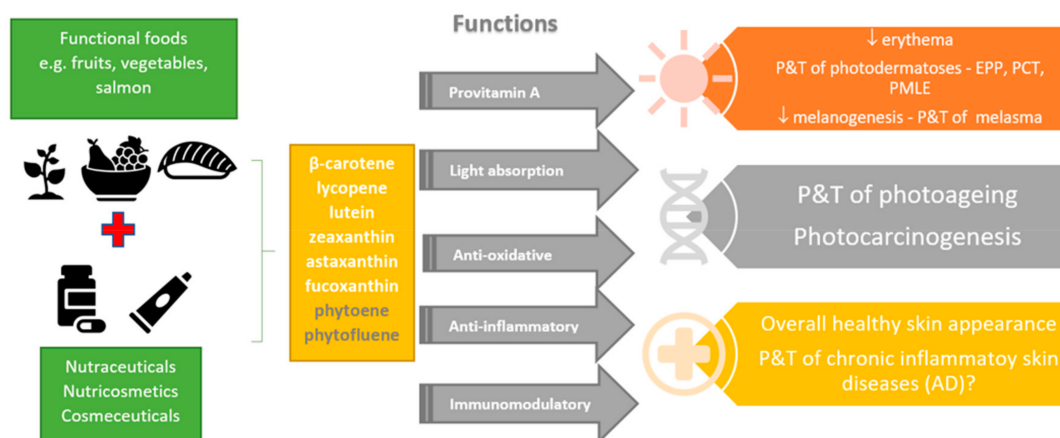 Functions
Functional foods
e.g. fruits, vegetables,
salmon
Nutraceuticals
Nutricosmetics
Cosmeceuticals
β-carotene
lycopene
lutein
zeaxanthin
astaxanthin
fucoxanthin
phytoene
phytofluene
Provitamin A
Light absorption
Anti-oxidative
Anti-inflammatory
Immunomodulatory
↓ erythema
P&T of photodermatoses - EPP, PCT,
PMLE
↓ melanogenesis - P&T of melasma
P&T of photoageing
Photocarcinogenesis
Overall healthy skin appearance
P&T of chronic inflammatoy skin
diseases (AD)?